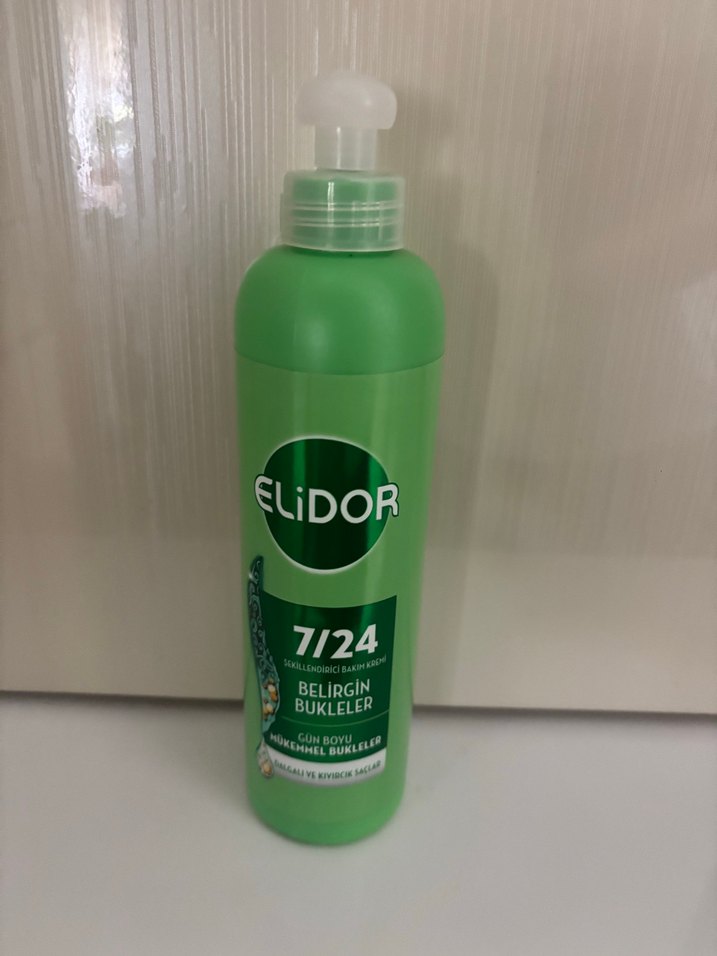 ELiDOR
7/24
ŞEKİLLENDİRİCİ BAKIM KREMİ
BELİRGİN
BUKLELER
GÜN BOYU
MÜKEMMEL BUKLELER
DALGALI VE KIVIRCIK SAÇLAR